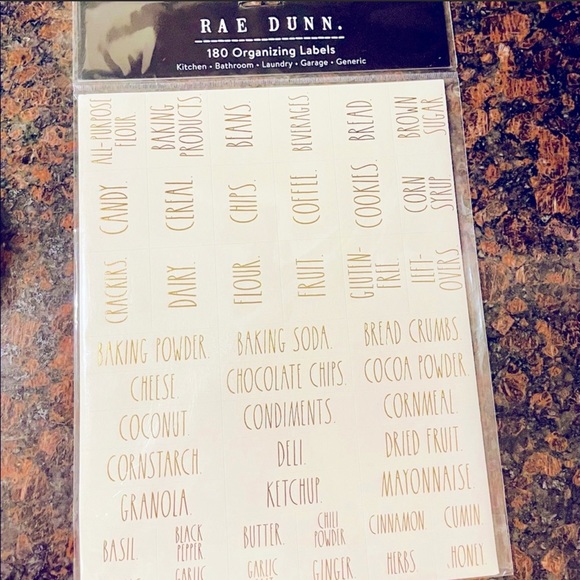 RAE DUNN.
180 Organizing Labels
Kitchen • Bathroom • Laundry • Garage • Generic
ALL-PURPOSE
FLOUR
BAKING
PRODUCTS
BEANS.
BEVERAGES
BREAD.
BROWN
SUGAR
CANDY.
CEREAL.
CHIPS.
COFFEE.
COOKIES.
CORN
SYRUP
CRACKERS
DAIRY.
FLOUR.
FRUIT.
GLUTEN-
FREE
LEFT-
OVERS
BAKING POWDER.
BAKING SODA.
BREAD CRUMBS.
CHEESE.
CHOCOLATE CHIPS.
COCOA POWDER.
COCONUT.
CONDIMENTS.
CORNMEAL.
CORNSTARCH.
DELI.
DRIED FRUIT.
GRANOLA.
KETCHUP.
MAYONNAISE.
BASIL.
BLACK
PEPPER
BUTTER.
CHILI
POWDER
CINNAMON.
CUMIN.
GARLIC
GARLIC
GINGER.
HERBS.
HONEY.